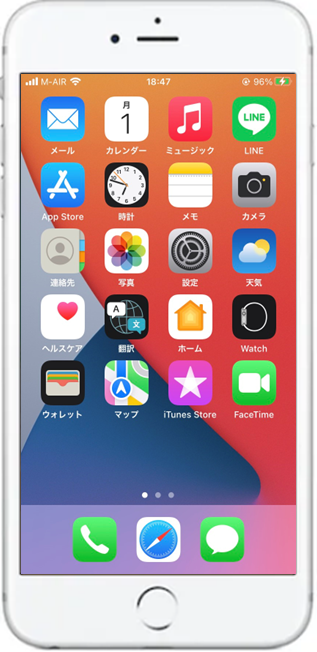 M-AIR 18:47 96%
月
1
LINE
メール カレンダー ミュージック LINE
App Store 時計 メモ カメラ
連絡先 写真 設定 天気
A
文
ヘルスケア 翻訳 ホーム Watch
ウォレット マップ iTunes Store FaceTime